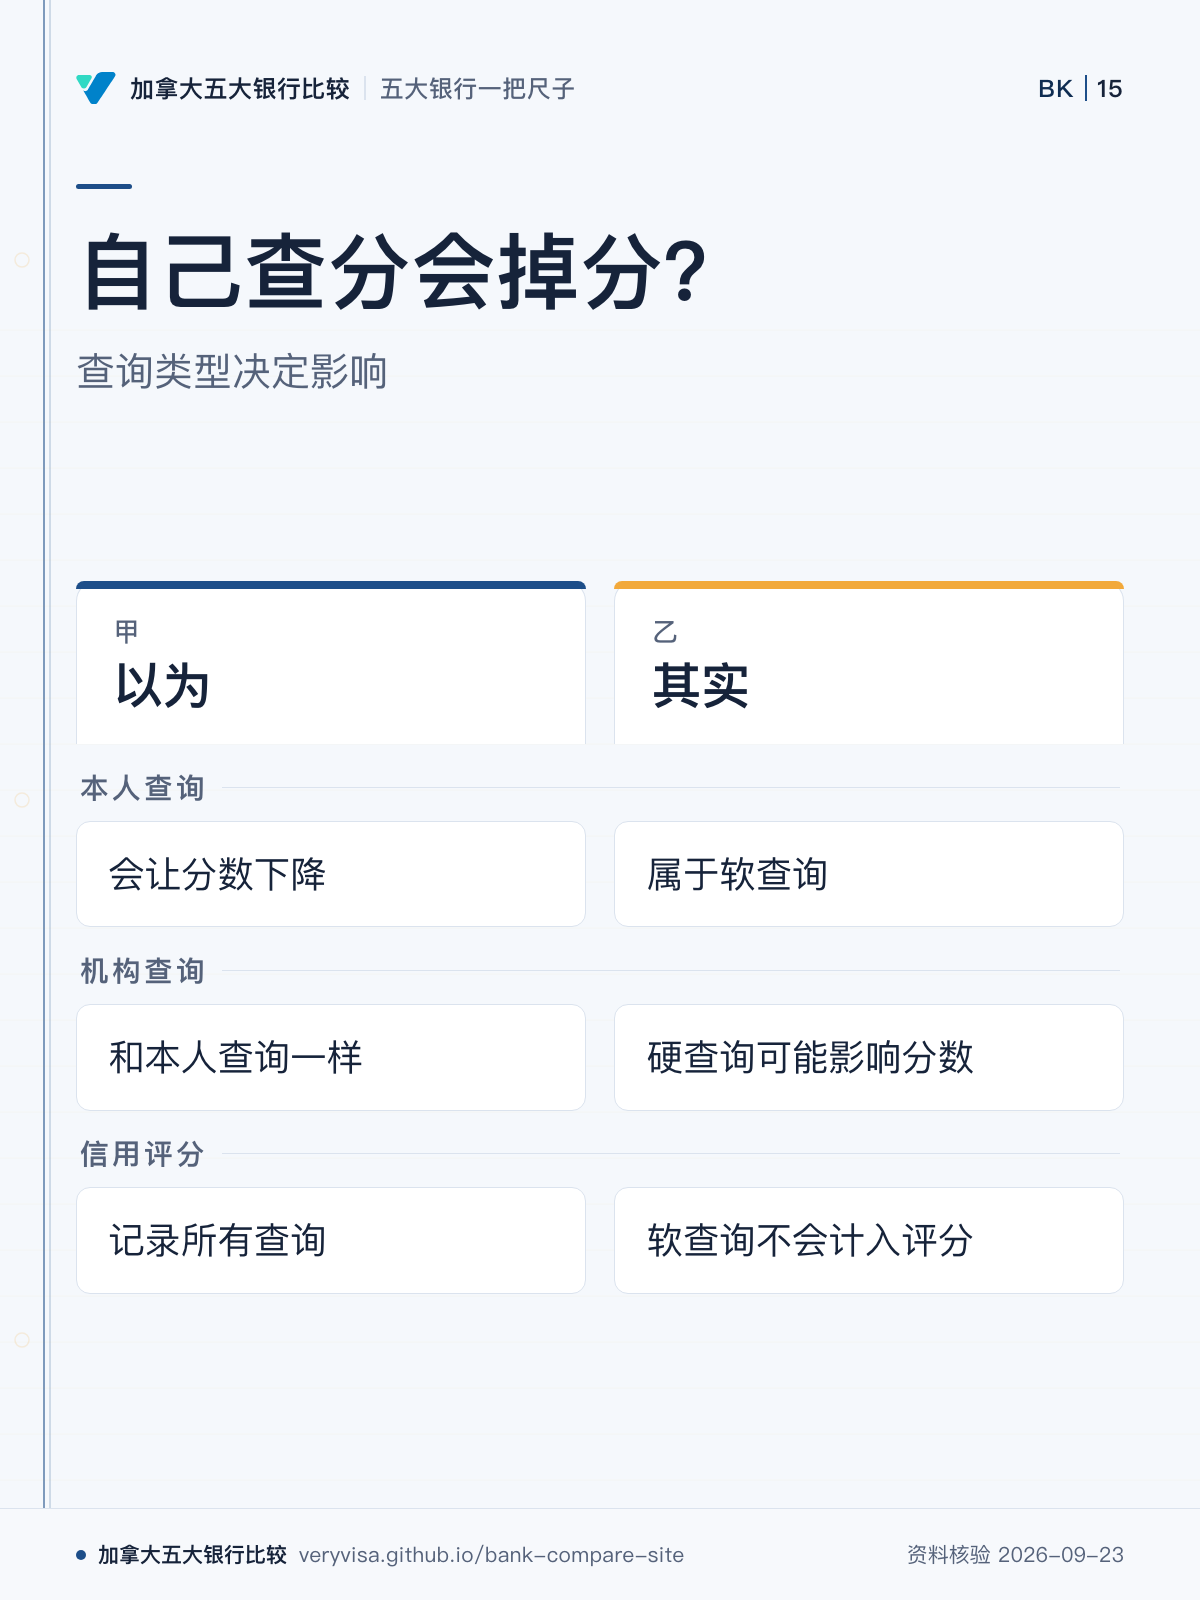 加拿大五大银行比较 五大银行一把尺子 BK 15
自己查分会掉分?
查询类型决定影响
甲 乙
以为 其实
本人查询
会让分数下降 属于软查询
机构查询
和本人查询一样 硬查询可能影响分数
信用评分
记录所有查询 软查询不会计入评分
加拿大五大银行比较 veryvisa.github.io/bank-compare-site 资料核验 2026-09-23